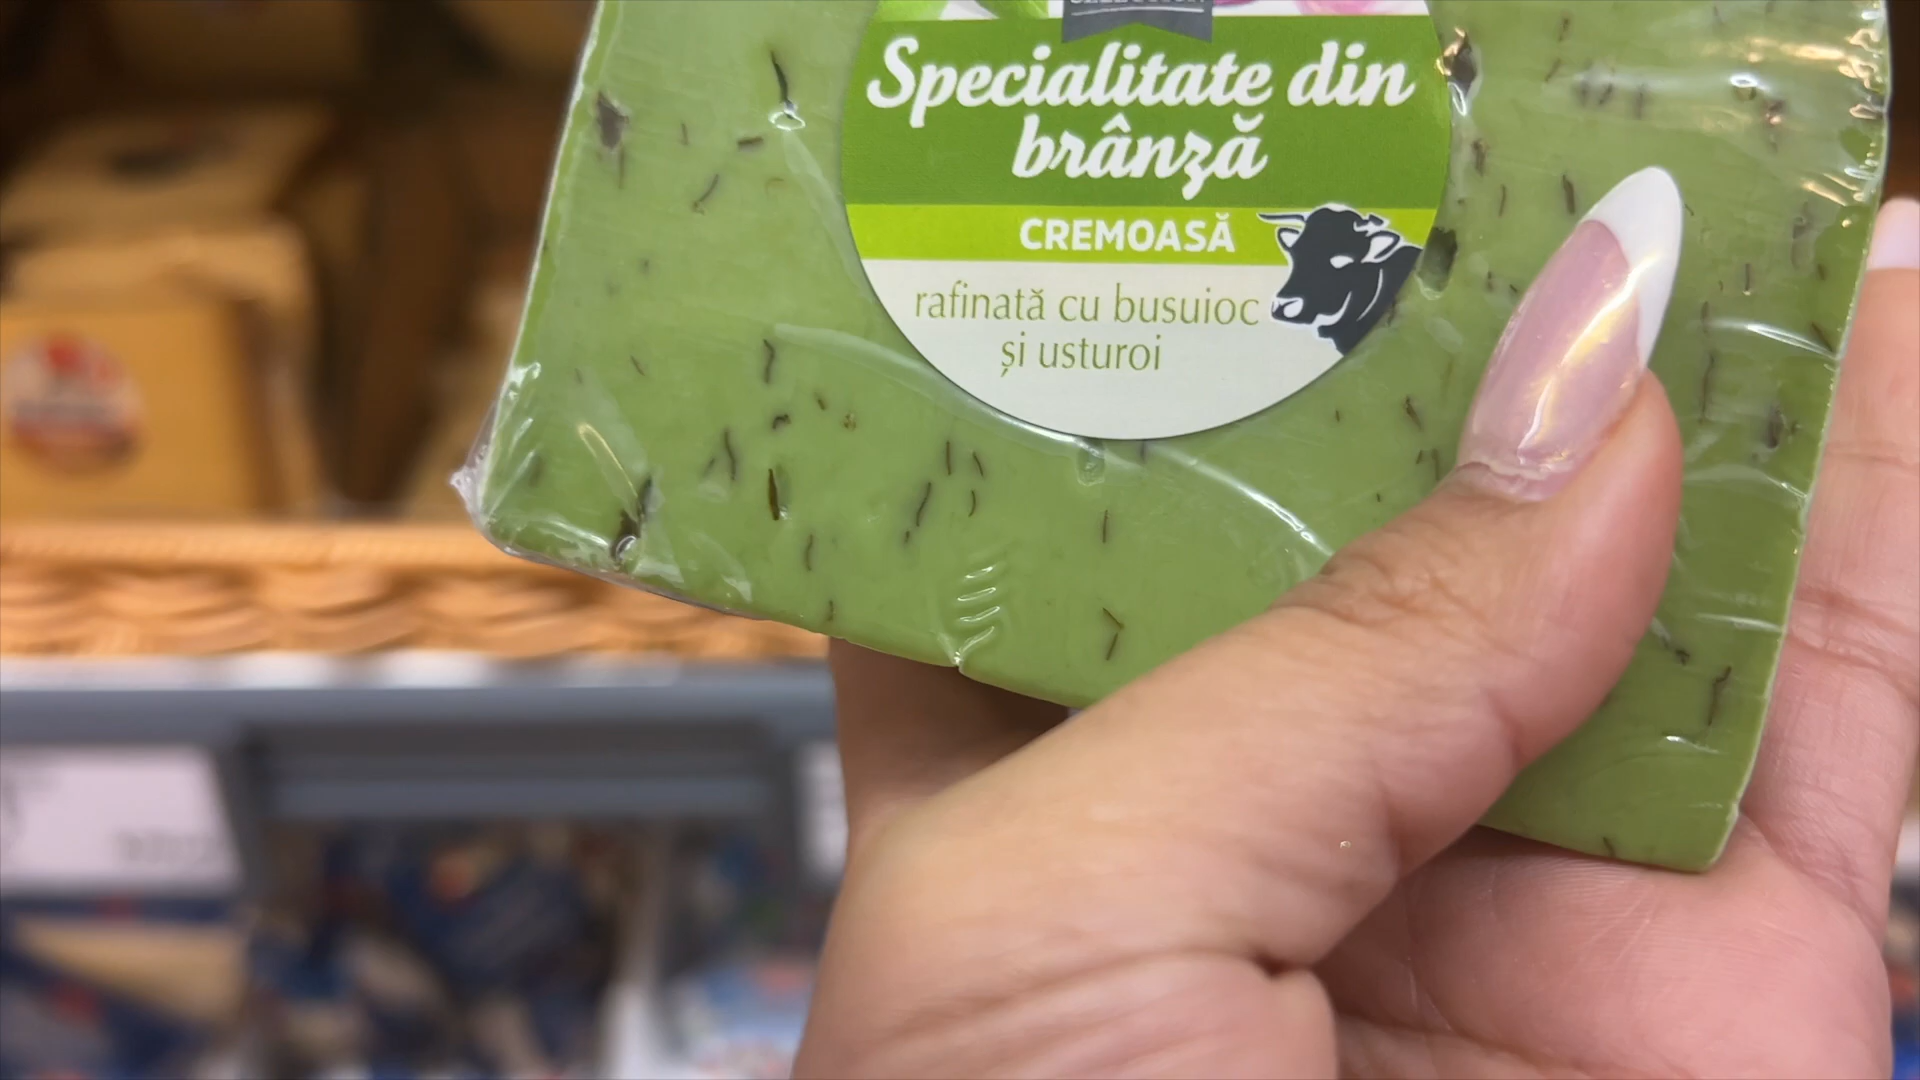 Specialitate din
brânză
CREMOASĂ
rafinată cu busuioc
și usturoi